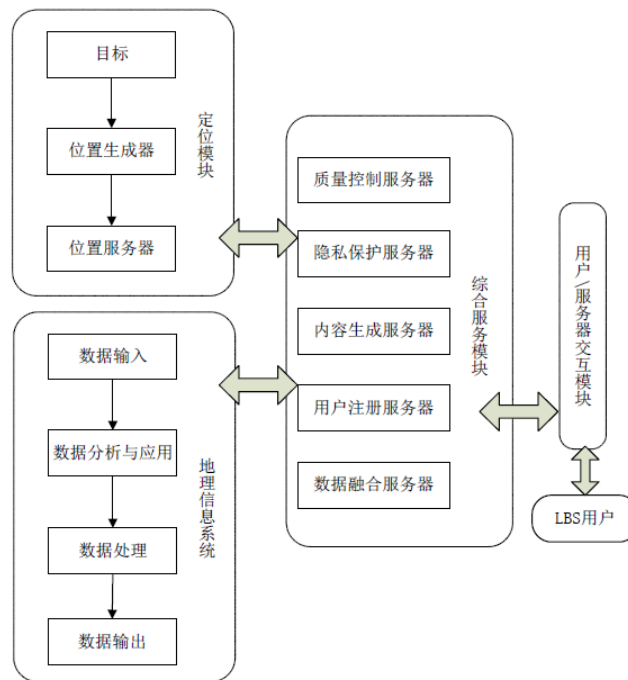 目标
位置生成器
位置服务器
定位模块
数据输入
数据分析与应用
数据处理
数据输出
地理信息系统
质量控制服务器
隐私保护服务器
内容生成服务器
用户注册服务器
数据融合服务器
综合服务模块
用户\服务器交互模块
LBS用户